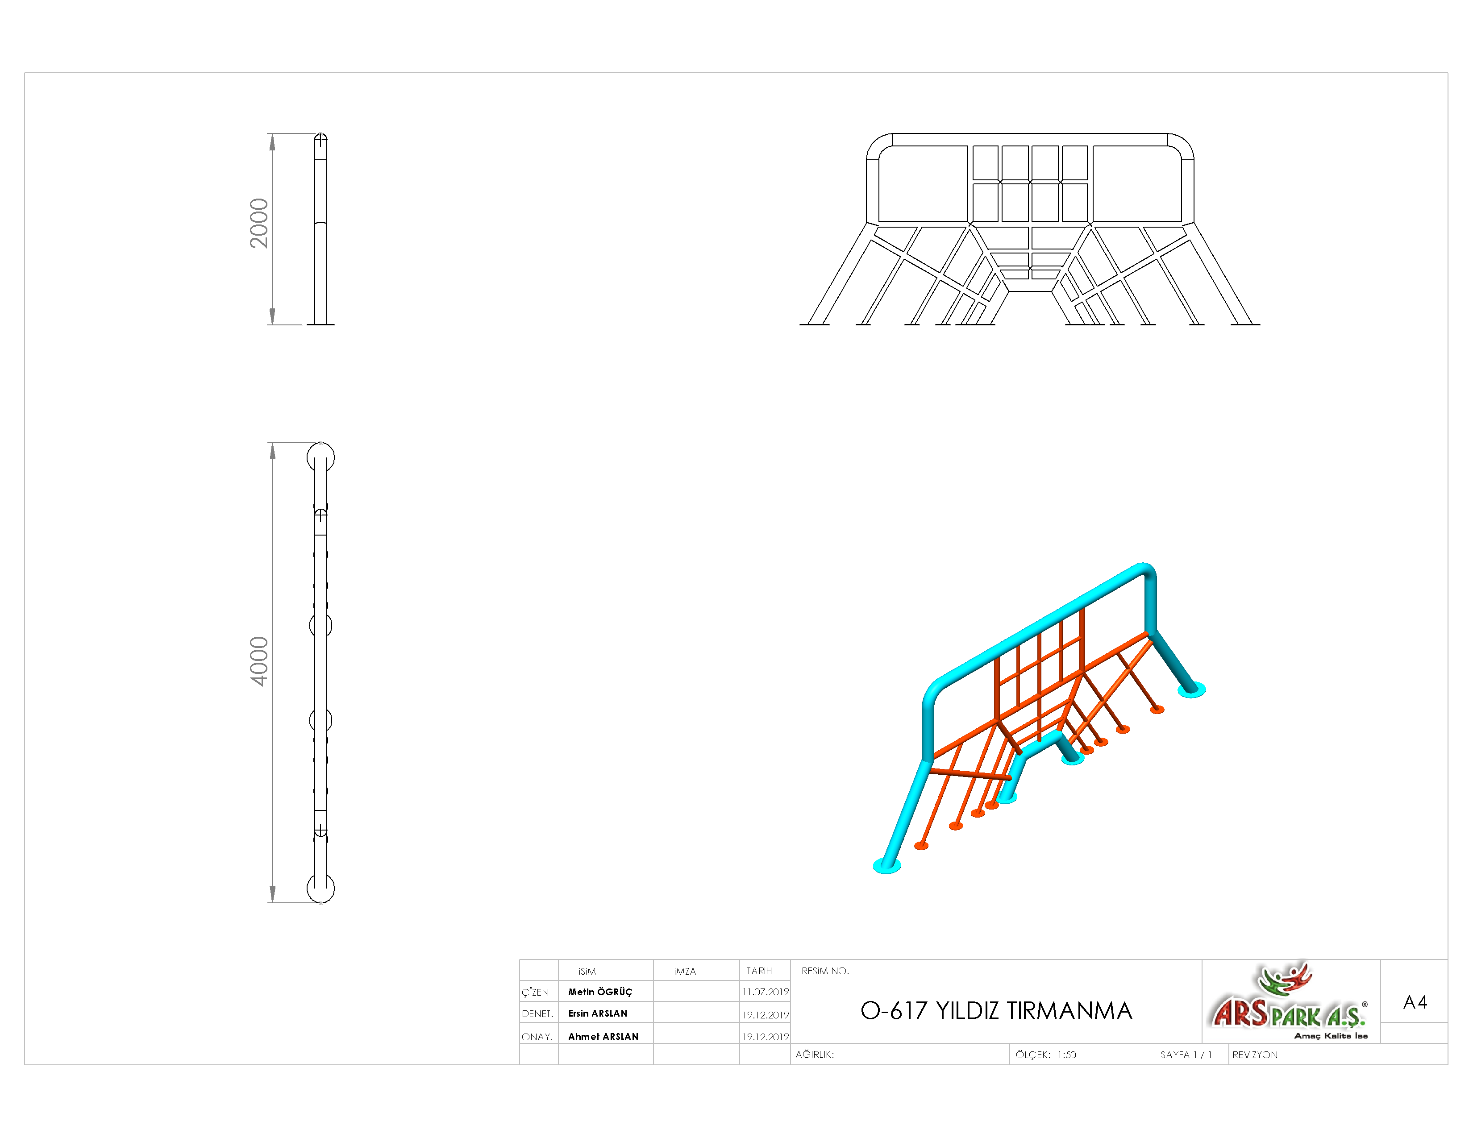 2000
4000
İSİM
İMZA
TARİH
RESİM NO.
ÇİZEN.
Metin ÖGRÜÇ
11.07.2019
DENET.
Ersin ARSLAN
19.12.2019
ONAY.
Ahmet ARSLAN
19.12.2019
O-617 YILDIZ TIRMANMA
ARSPARK A.Ş.®
Amaç Kalite İse
A4
AĞIRLIK:
ÖLÇEK: 1:50
SAYFA 1 / 1
REVİZYON